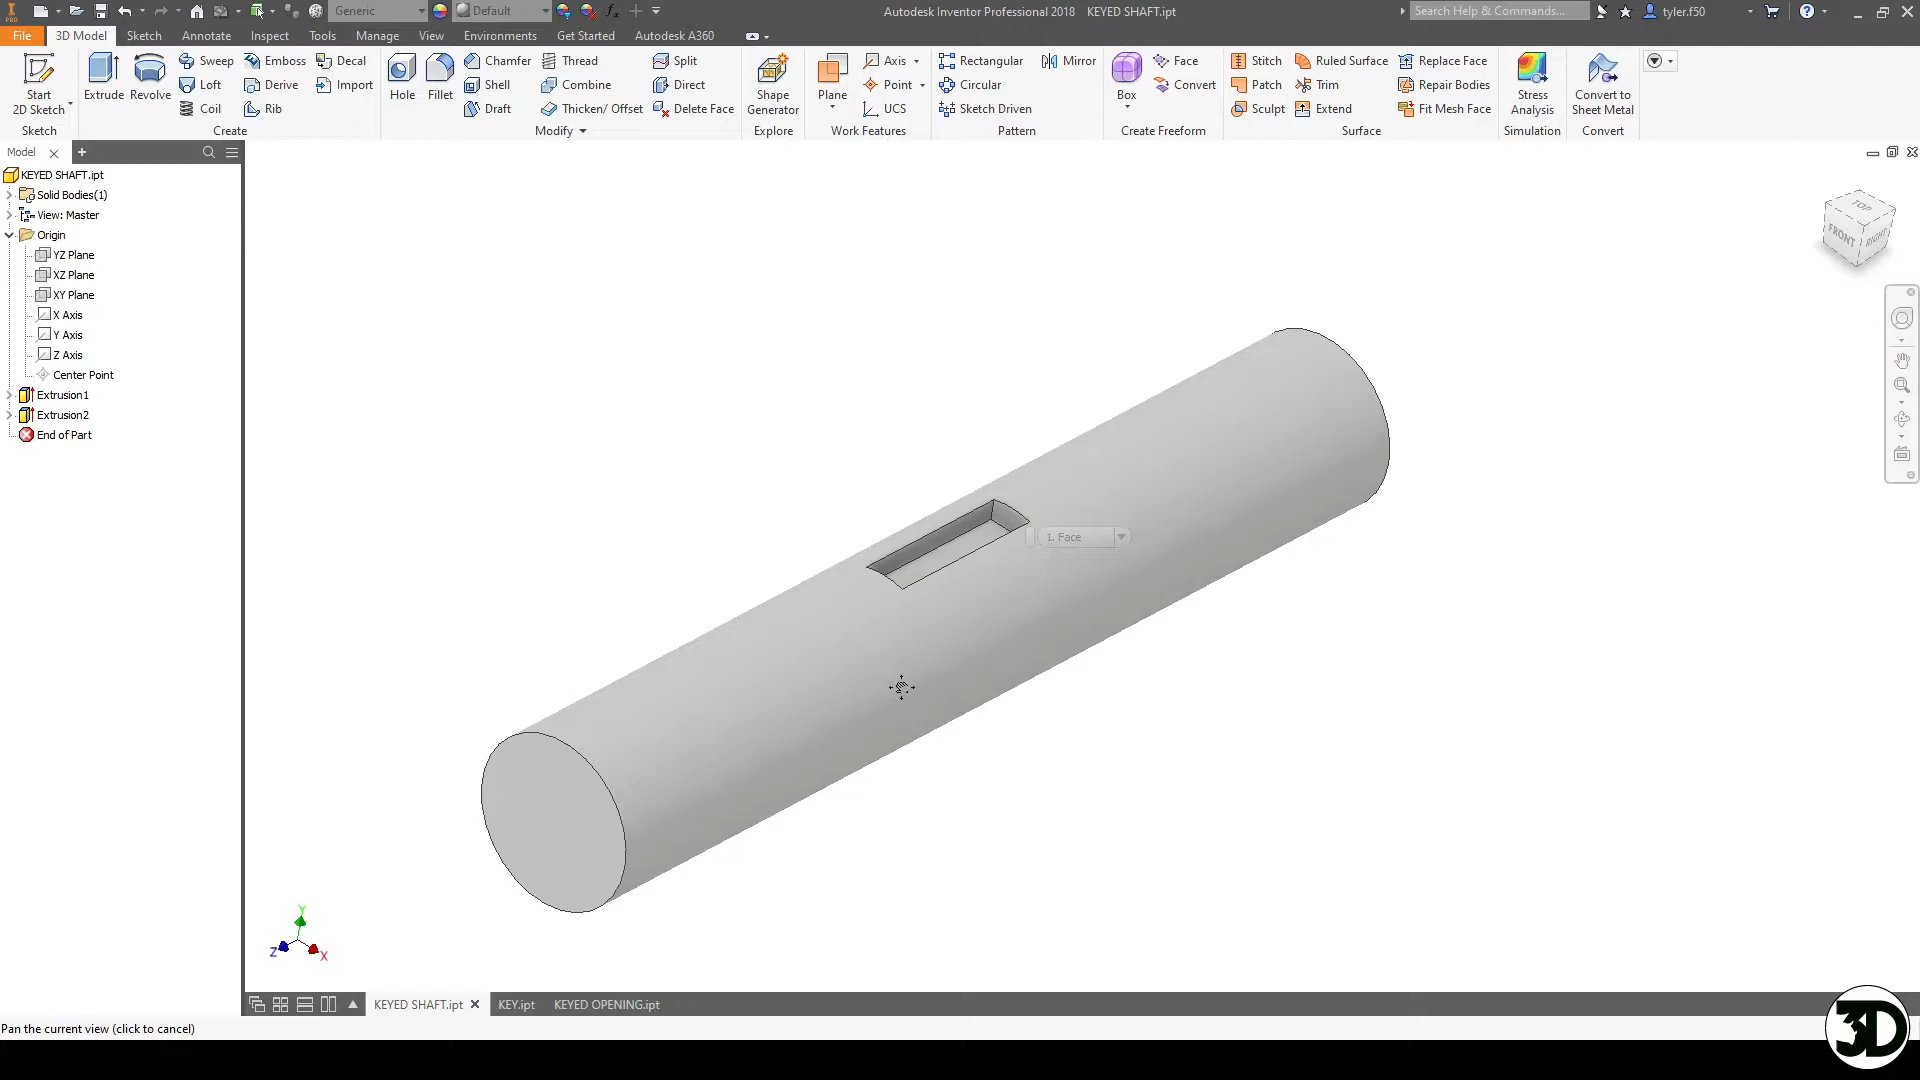 Generic
Default
Autodesk Inventor Professional 2018 KEYED SHAFT.ipt
Search Help & Commands...
tyler.f50
File 3D Model Sketch Annotate Inspect Tools Manage View Environments Get Started Autodesk A360
Start
2D Sketch
Sketch
Extrude
Revolve
Sweep
Loft
Coil
Emboss
Derive
Rib
Decal
Import
Create
Hole
Fillet
Chamfer
Shell
Draft
Thread
Combine
Thicken/ Offset
Split
Direct
Delete Face
Modify
Shape
Generator
Explore
Plane
Axis
Point
UCS
Work Features
Rectangular
Circular
Sketch Driven
Mirror
Pattern
Box
Face
Convert
Create Freeform
Stitch
Patch
Sculpt
Ruled Surface
Trim
Extend
Replace Face
Repair Bodies
Fit Mesh Face
Surface
Stress
Analysis
Simulation
Convert to
Sheet Metal
Convert
Model
KEYED SHAFT.ipt
Solid Bodies(1)
View: Master
Origin
YZ Plane
XZ Plane
XY Plane
X Axis
Y Axis
Z Axis
Center Point
Extrusion1
Extrusion2
End of Part
TOP
FRONT
RIGHT
1. Face
Y
Z
X
KEYED SHAFT.ipt KEY.ipt KEYED OPENING.ipt
Pan the current view (click to cancel)
3D